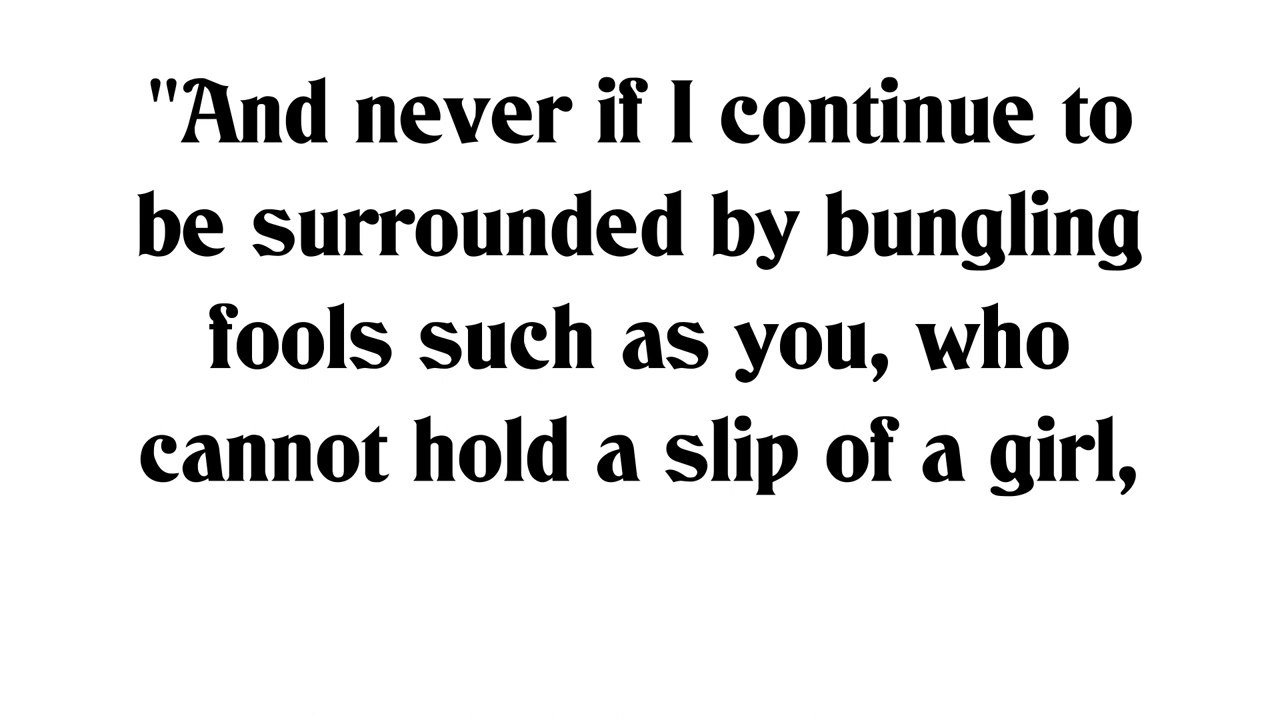 "And never if I continue to
be surrounded by bungling
fools such as you, who
cannot hold a slip of a girl,